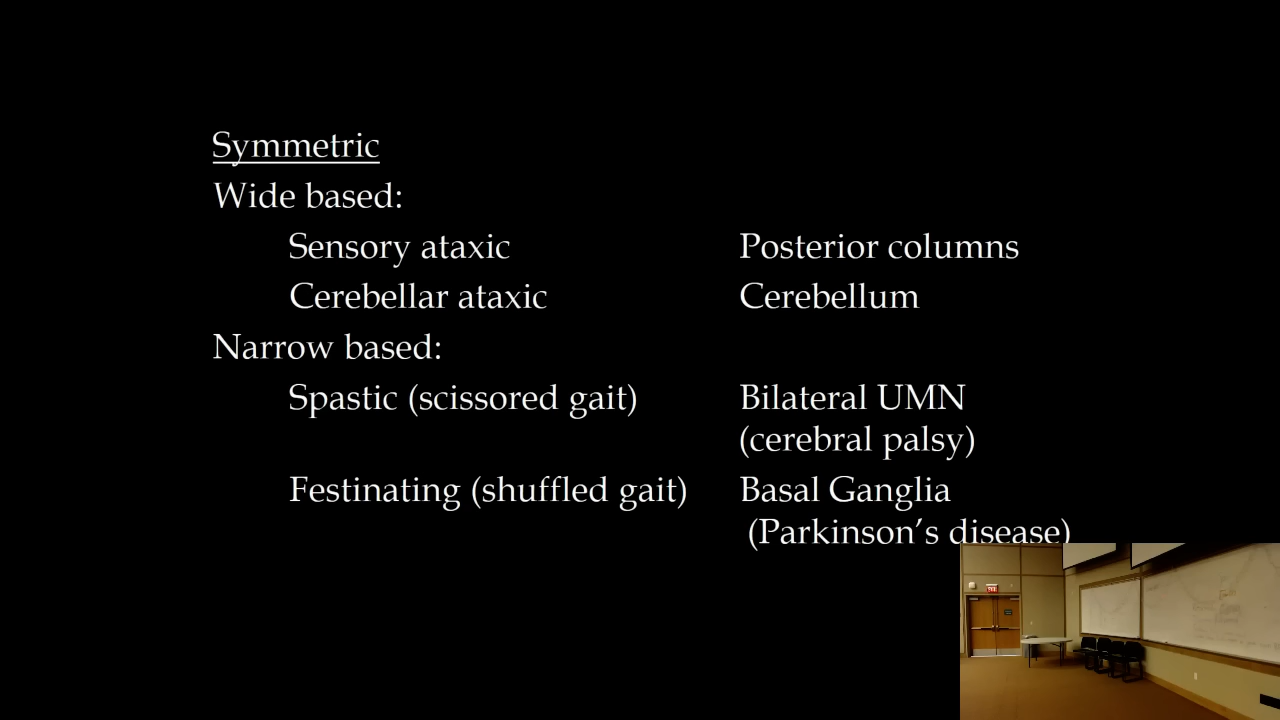 Symmetric
Wide based:
Sensory ataxic Posterior columns
Cerebellar ataxic Cerebellum
Narrow based:
Spastic (scissored gait) Bilateral UMN
(cerebral palsy)
Festinating (shuffled gait) Basal Ganglia
(Parkinson’s disease)
EXIT